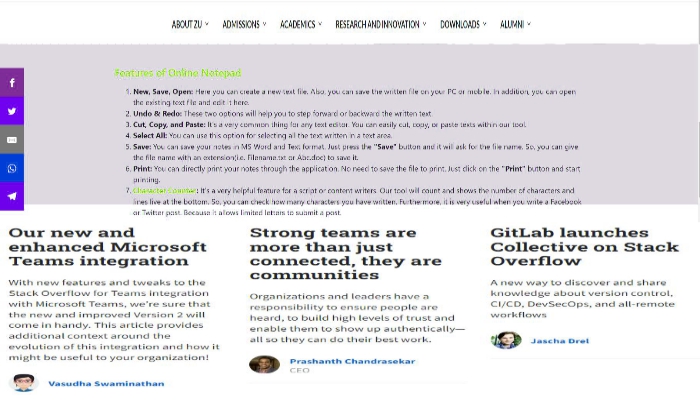 ABOUT ZU ADMISSIONS ACADEMICS RESEARCH AND INNOVATION DOWNLOADS ALUMNI
Features of Online Notepad
1. New, Save, Open: Here you can create a new text file. Also, you can save the written file on your PC or mobile. In addition, you can open
the existing text file and edit it here.
2. Undo & Redo: These two options will help you to step forward or backward the written text.
3. Cut, Copy, and Paste: It's a very common thing for any text editor. You can easily cut, copy, or paste texts within our tool.
4. Select All: You can use this option for selecting all the text written in a text area.
5. Save: You can save your notes in MS Word and Text format. Just press the "Save" button and it will ask for the file name. So, you can give
the file name with an extension(i.e. Filename.txt or Abc.doc) to save it.
6. Print: You can directly print your notes through the application. No need to save the file to print. Just click on the "Print" button and start
printing.
7. Character Counter: It's a very helpful feature for a script or content writers. Our tool will count and shows the number of characters and
lines live at the bottom. So, you can check how many characters you have written. Furthermore, it is very useful when you write a Facebook
or Twitter post. Because it allows limited letters to submit a post.
Our new and
enhanced Microsoft
Teams integration
With new features and tweaks to the
Stack Overflow for Teams integration
with Microsoft Teams, we're sure that
the new and improved Version 2 will
come in handy. This article provides
additional context around the
evolution of this integration and how it
might be useful to your organization!
Vasudha Swaminathan
Strong teams are
more than just
connected, they are
communities
Organizations and leaders have a
responsibility to ensure people are
heard, to build high levels of trust and
enable them to show up authentically—
all so they can do their best work.
Prashanth Chandrasekar
CEO
GitLab launches
Collective on Stack
Overflow
A new way to discover and share
knowledge about version control,
CI/CD, DevSecOps, and all-remote
workflows
Jascha Drel